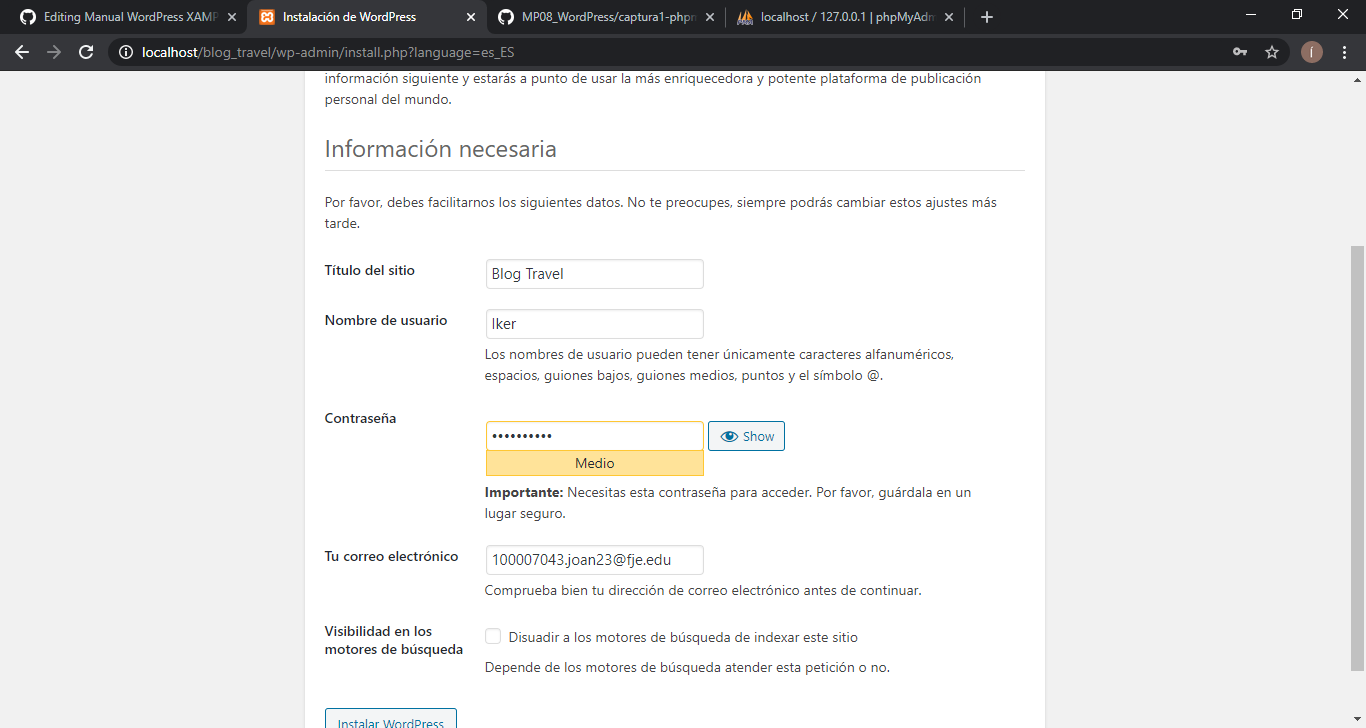 Editing Manual WordPress XAMP
Instalación de WordPress
MP08_WordPress/captura1-phpm
localhost / 127.0.0.1 | phpMyAdm
localhost/blog_travel/wp-admin/install.php?language=es_ES
í
información siguiente y estarás a punto de usar la más enriquecedora y potente plataforma de publicación
personal del mundo.
Información necesaria
Por favor, debes facilitarnos los siguientes datos. No te preocupes, siempre podrás cambiar estos ajustes más
tarde.
Título del sitio
Blog Travel
Nombre de usuario
Iker
Los nombres de usuario pueden tener únicamente caracteres alfanuméricos,
espacios, guiones bajos, guiones medios, puntos y el símbolo @.
Contraseña
••••••••••
Show
Medio
Importante: Necesitas esta contraseña para acceder. Por favor, guárdala en un
lugar seguro.
Tu correo electrónico
100007043.joan23@fje.edu
Comprueba bien tu dirección de correo electrónico antes de continuar.
Visibilidad en los
motores de búsqueda
Disuadir a los motores de búsqueda de indexar este sitio
Depende de los motores de búsqueda atender esta petición o no.
Instalar WordPress